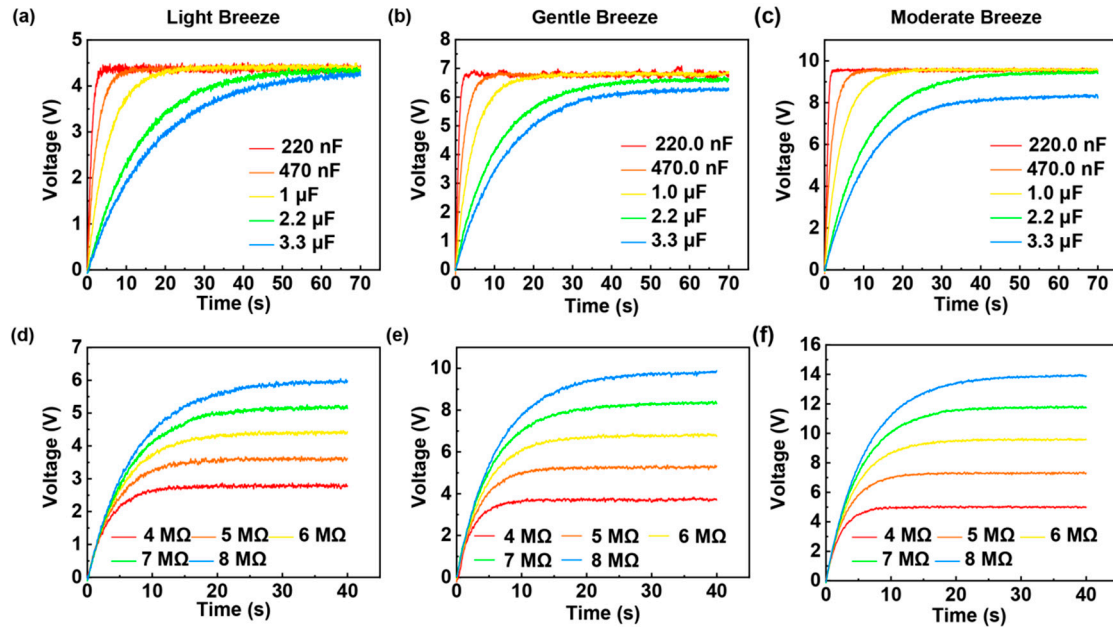 (a) Light Breeze
Voltage (V)
5
4
3
2
1
0
220 nF
470 nF
1 µF
2.2 µF
3.3 µF
0 10 20 30 40 50 60 70
Time (s)
(b) Gentle Breeze
Voltage (V)
8
7
6
5
4
3
2
1
0
220.0 nF
470.0 nF
1.0 µF
2.2 µF
3.3 µF
0 10 20 30 40 50 60 70
Time (s)
(c) Moderate Breeze
Voltage (V)
10
8
6
4
2
0
220.0 nF
470.0 nF
1.0 µF
2.2 µF
3.3 µF
0 10 20 30 40 50 60 70
Time (s)
(d)
Voltage (V)
7
6
5
4
3
2
1
0
4 MΩ 5 MΩ 6 MΩ
7 MΩ 8 MΩ
0 10 20 30 40
Time (s)
(e)
Voltage (V)
10
8
6
4
2
0
4 MΩ 5 MΩ 6 MΩ
7 MΩ 8 MΩ
0 10 20 30 40
Time (s)
(f)
Voltage (V)
16
14
12
10
8
6
4
2
0
4 MΩ 5 MΩ 6 MΩ
7 MΩ 8 MΩ
0 10 20 30 40
Time (s)